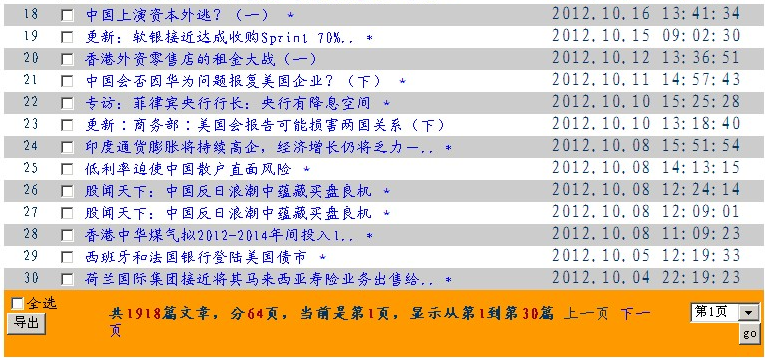 18 中国上演资本外逃？（一） * 2012.10.16 13:41:34
19 更新：软银接近达成收购Sprint 70%.. * 2012.10.15 09:02:30
20 香港外资零售店的租金大战(一) 2012.10.12 13:36:51
21 中国会否因华为问题报复美国企业？（下） * 2012.10.11 14:57:43
22 专访：菲律宾央行行长：央行有降息空间 * 2012.10.10 15:25:28
23 更新：商务部：美国会报告可能损害两国关系（下） 2012.10.10 13:18:40
24 印度通货膨胀将持续高企，经济增长仍将乏力－.. * 2012.10.08 15:51:54
25 低利率迫使中国散户直面风险 * 2012.10.08 14:13:15
26 股闻天下：中国反日浪潮中蕴藏买盘良机 * 2012.10.08 12:24:14
27 股闻天下：中国反日浪潮中蕴藏买盘良机 * 2012.10.08 12:09:01
28 香港中华煤气拟2012-2014年间投入1.. * 2012.10.08 11:09:23
29 西班牙和法国银行登陆美国债市 * 2012.10.05 12:19:33
30 荷兰国际集团接近将其马来西亚寿险业务出售给.. * 2012.10.04 22:19:23
全选
导出
共1918篇文章，分64页，当前是第1页，显示从第1到第30篇 上一页 下一
页
第1页
go